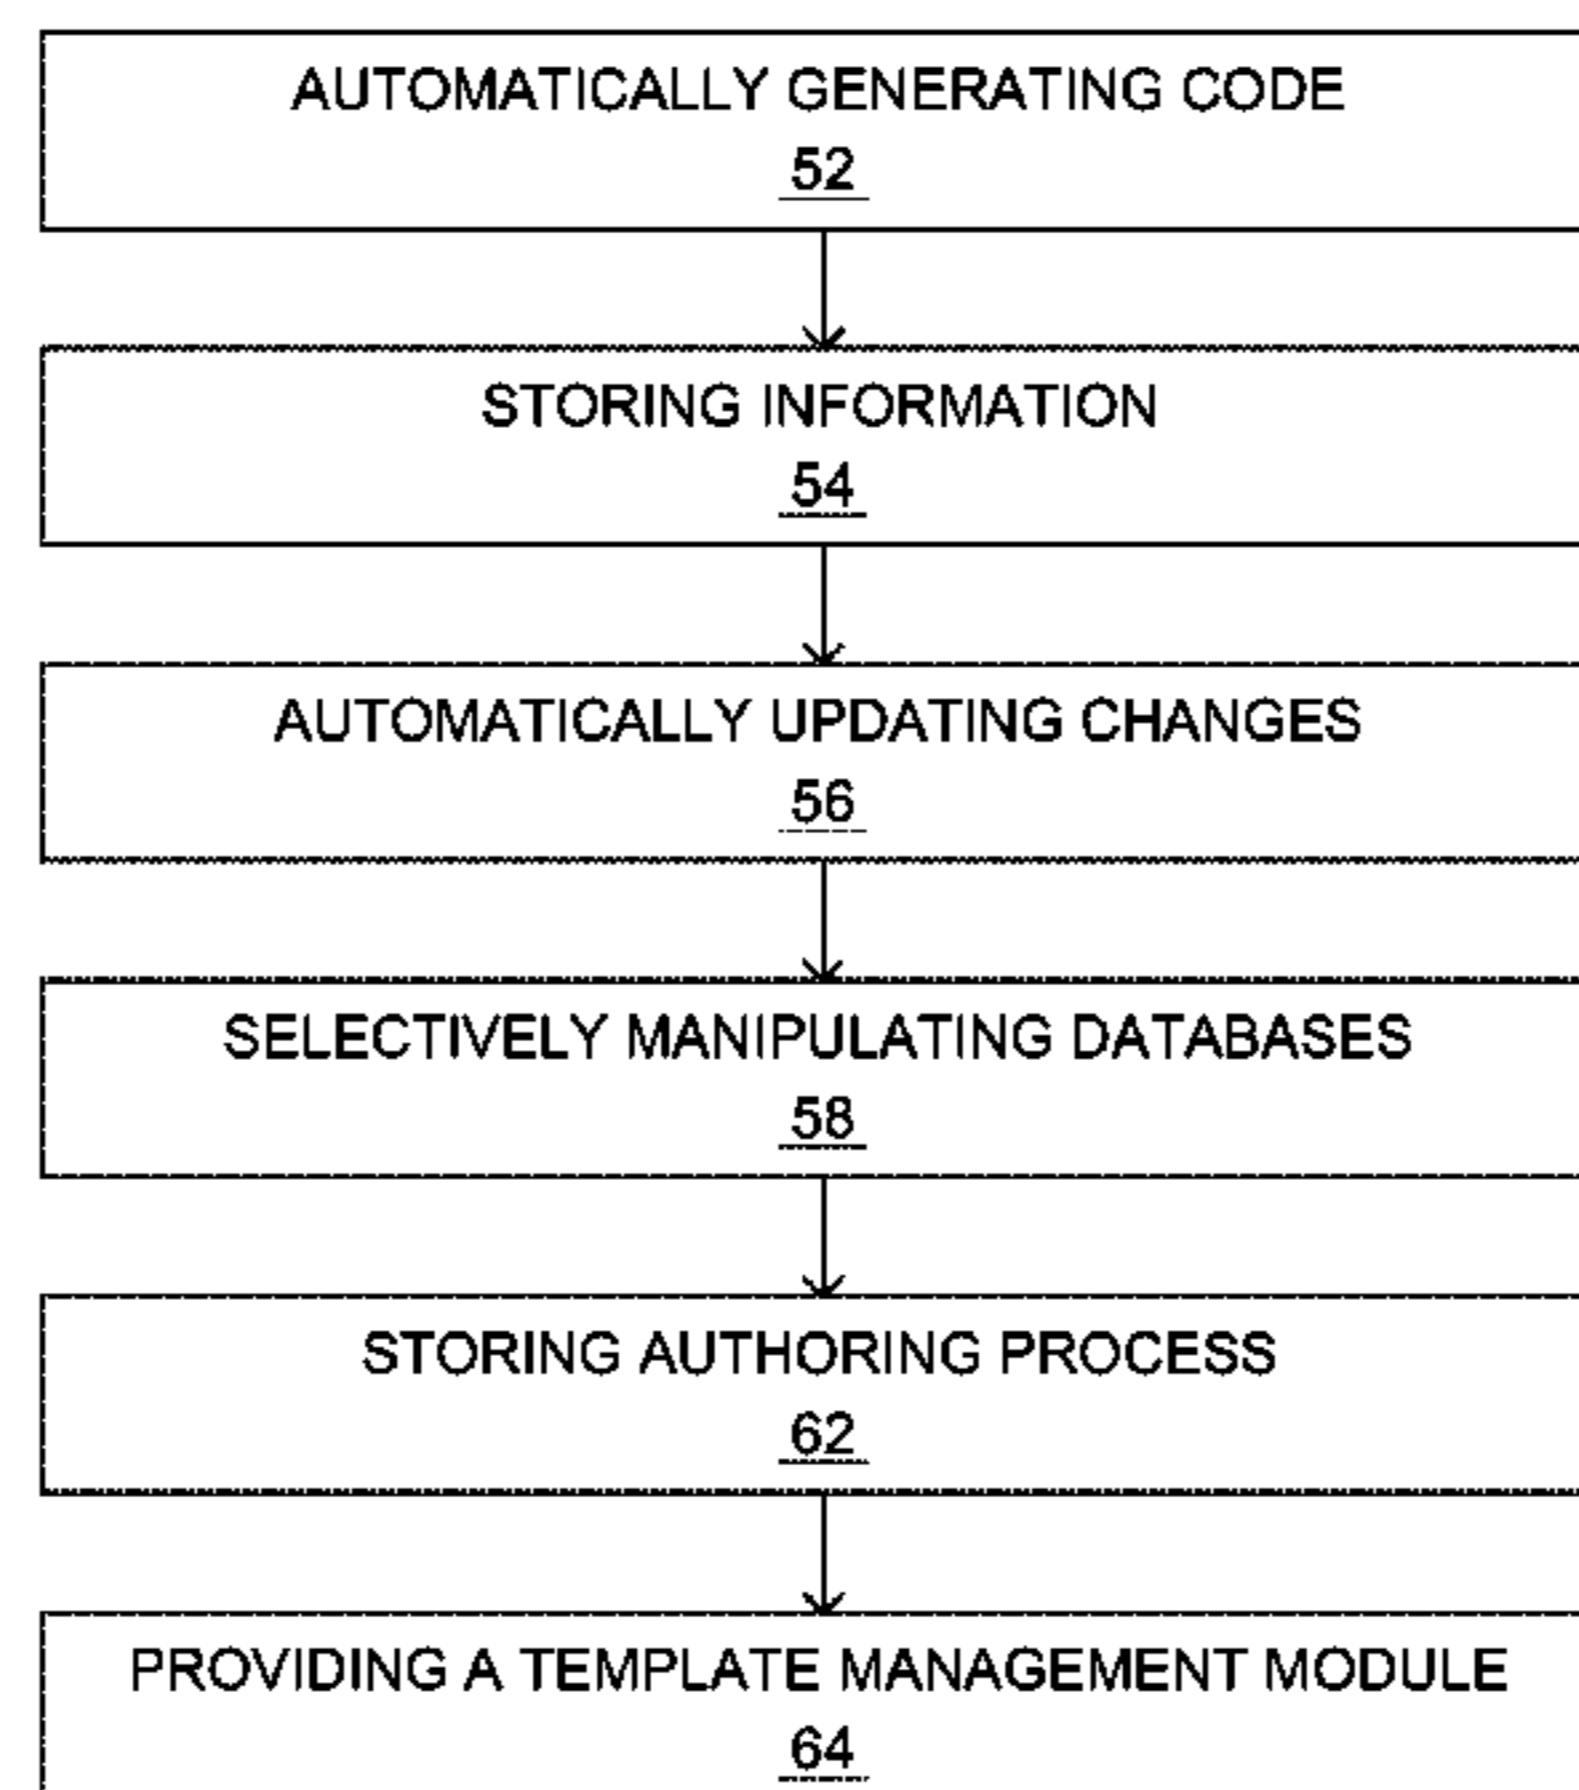 AUTOMATICALLY GENERATING CODE
52
STORING INFORMATION
54
AUTOMATICALLY UPDATING CHANGES
56
SELECTIVELY MANIPULATING DATABASES
58
STORING AUTHORING PROCESS
62
PROVIDING A TEMPLATE MANAGEMENT MODULE
64